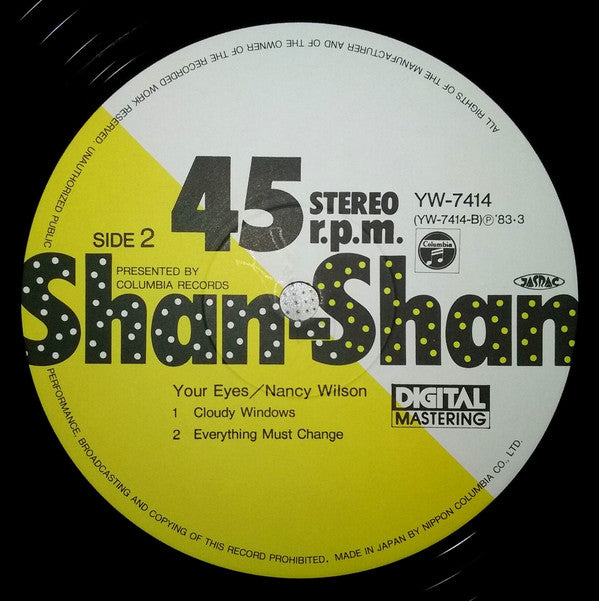 ALL RIGHTS OF THE MANUFACTURER AND OF THE OWNER OF THE RECORDED WORK RESERVED. UNAUTHORIZED PUBLIC PERFORMANCE, BROADCASTING AND COPYING OF THIS RECORD PROHIBITED. MADE IN JAPAN BY NIPPON COLUMBIA CO., LTD.
45 STEREO r.p.m.
YW-7414
(YW-7414-B)Ⓟ'83·3
Columbia
SIDE 2
PRESENTED BY
COLUMBIA RECORDS
JASRAC
Shan-Shan
Your Eyes/Nancy Wilson
1 Cloudy Windows
2 Everything Must Change
DIGITAL
MASTERING